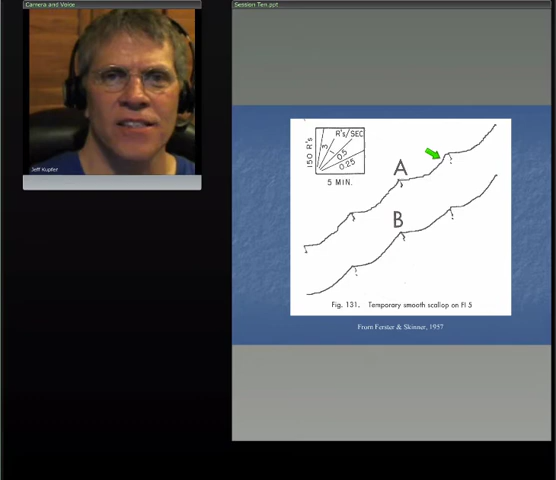 Camera and Voice
Session Ten.ppt
Jeff Kupfer
150 R's
R's/SEC
3
1
0.5
0.25
5 MIN.
A
B
Fig. 131. Temporary smooth scallop on FI 5
From Ferster & Skinner, 1957